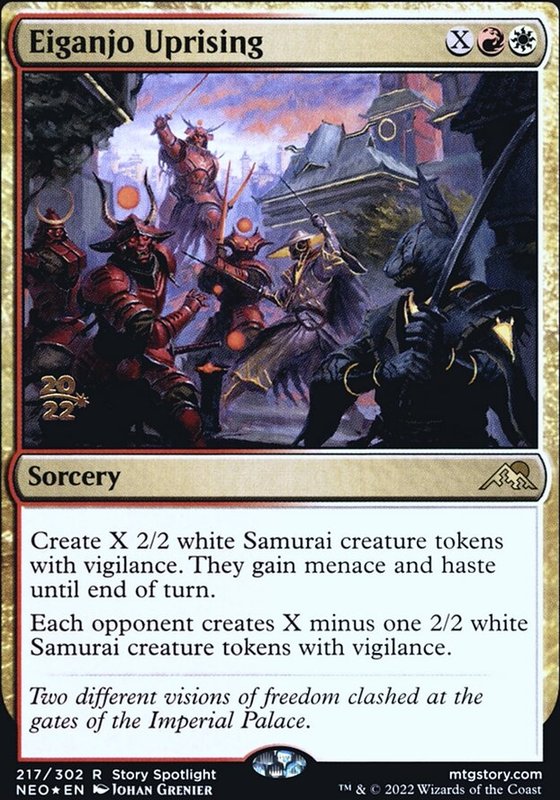 Eiganjo Uprising X
20
22
Sorcery
Create X 2/2 white Samurai creature tokens
with vigilance. They gain menace and haste
until end of turn.
Each opponent creates X minus one 2/2 white
Samurai creature tokens with vigilance.
Two different visions of freedom clashed at the
gates of the Imperial Palace.
217/302 R Story Spotlight mtgstory.com
NEO★EN Johan Grenier ™ & © 2022 Wizards of the Coast